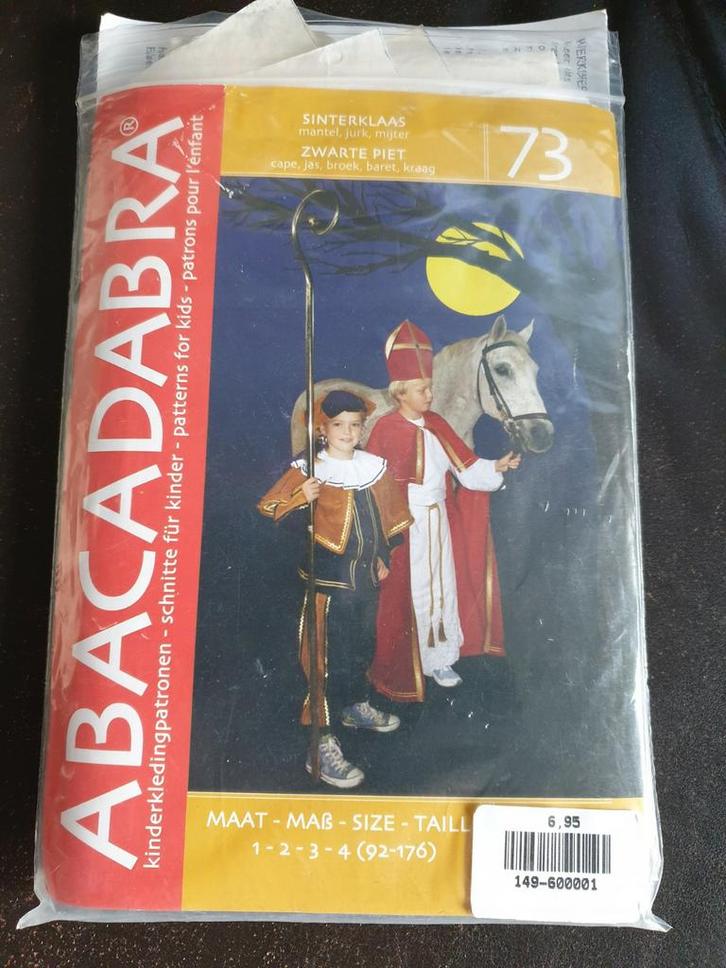 SINTERKLAAS
mantel, jurk, mijter
ZWARTE PIET
cape, jas, broek, baret, kraag
73
ABACADABRA®
kinderkledingpatronen - schnitte für kinder - patterns for kids - patrons pour l'énfant
MAAT - MAß - SIZE - TAILL
1 - 2 - 3 - 4 (92-176)
6,95
149-600001